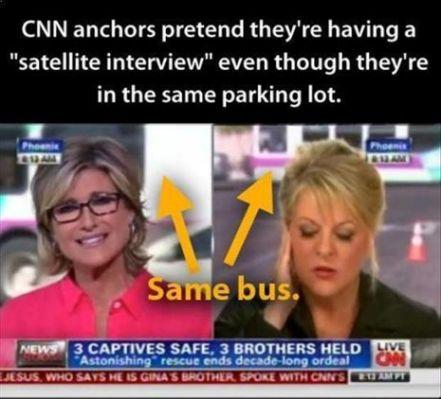 CNN anchors pretend they're having a
"satellite interview" even though they're
in the same parking lot.
Phoenix
8:13 AM
Phoenix
8:13 AM
Same bus.
NEWS
3 CAPTIVES SAFE, 3 BROTHERS HELD
"Astonishing" rescue ends decade-long ordeal
LIVE
CNN
JESUS, WHO SAYS HE IS GINA'S BROTHER, SPOKE WITH CNN'S
8:13 AM PT